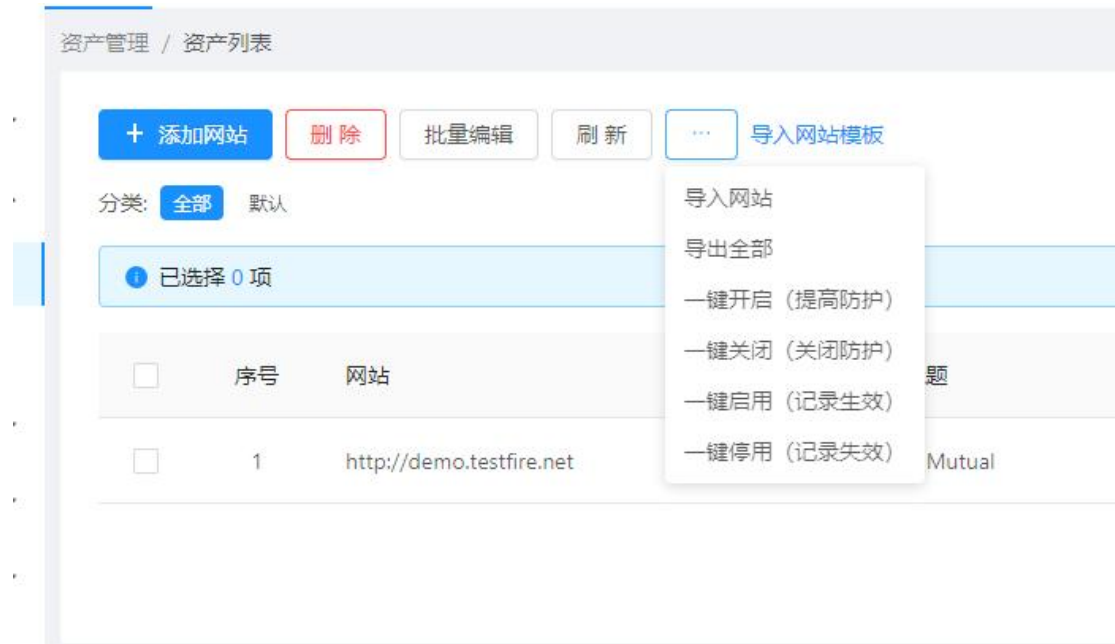 资产管理 / 资产列表
+ 添加网站 删除 批量编辑 刷新 ··· 导入网站模板
分类: 全部 默认
导入网站
导出全部
一键开启（提高防护）
一键关闭（关闭防护）
一键启用（记录生效）
一键停用（记录失效）
已选择 0 项
序号 网站 题
1 http://demo.testfire.net Mutual